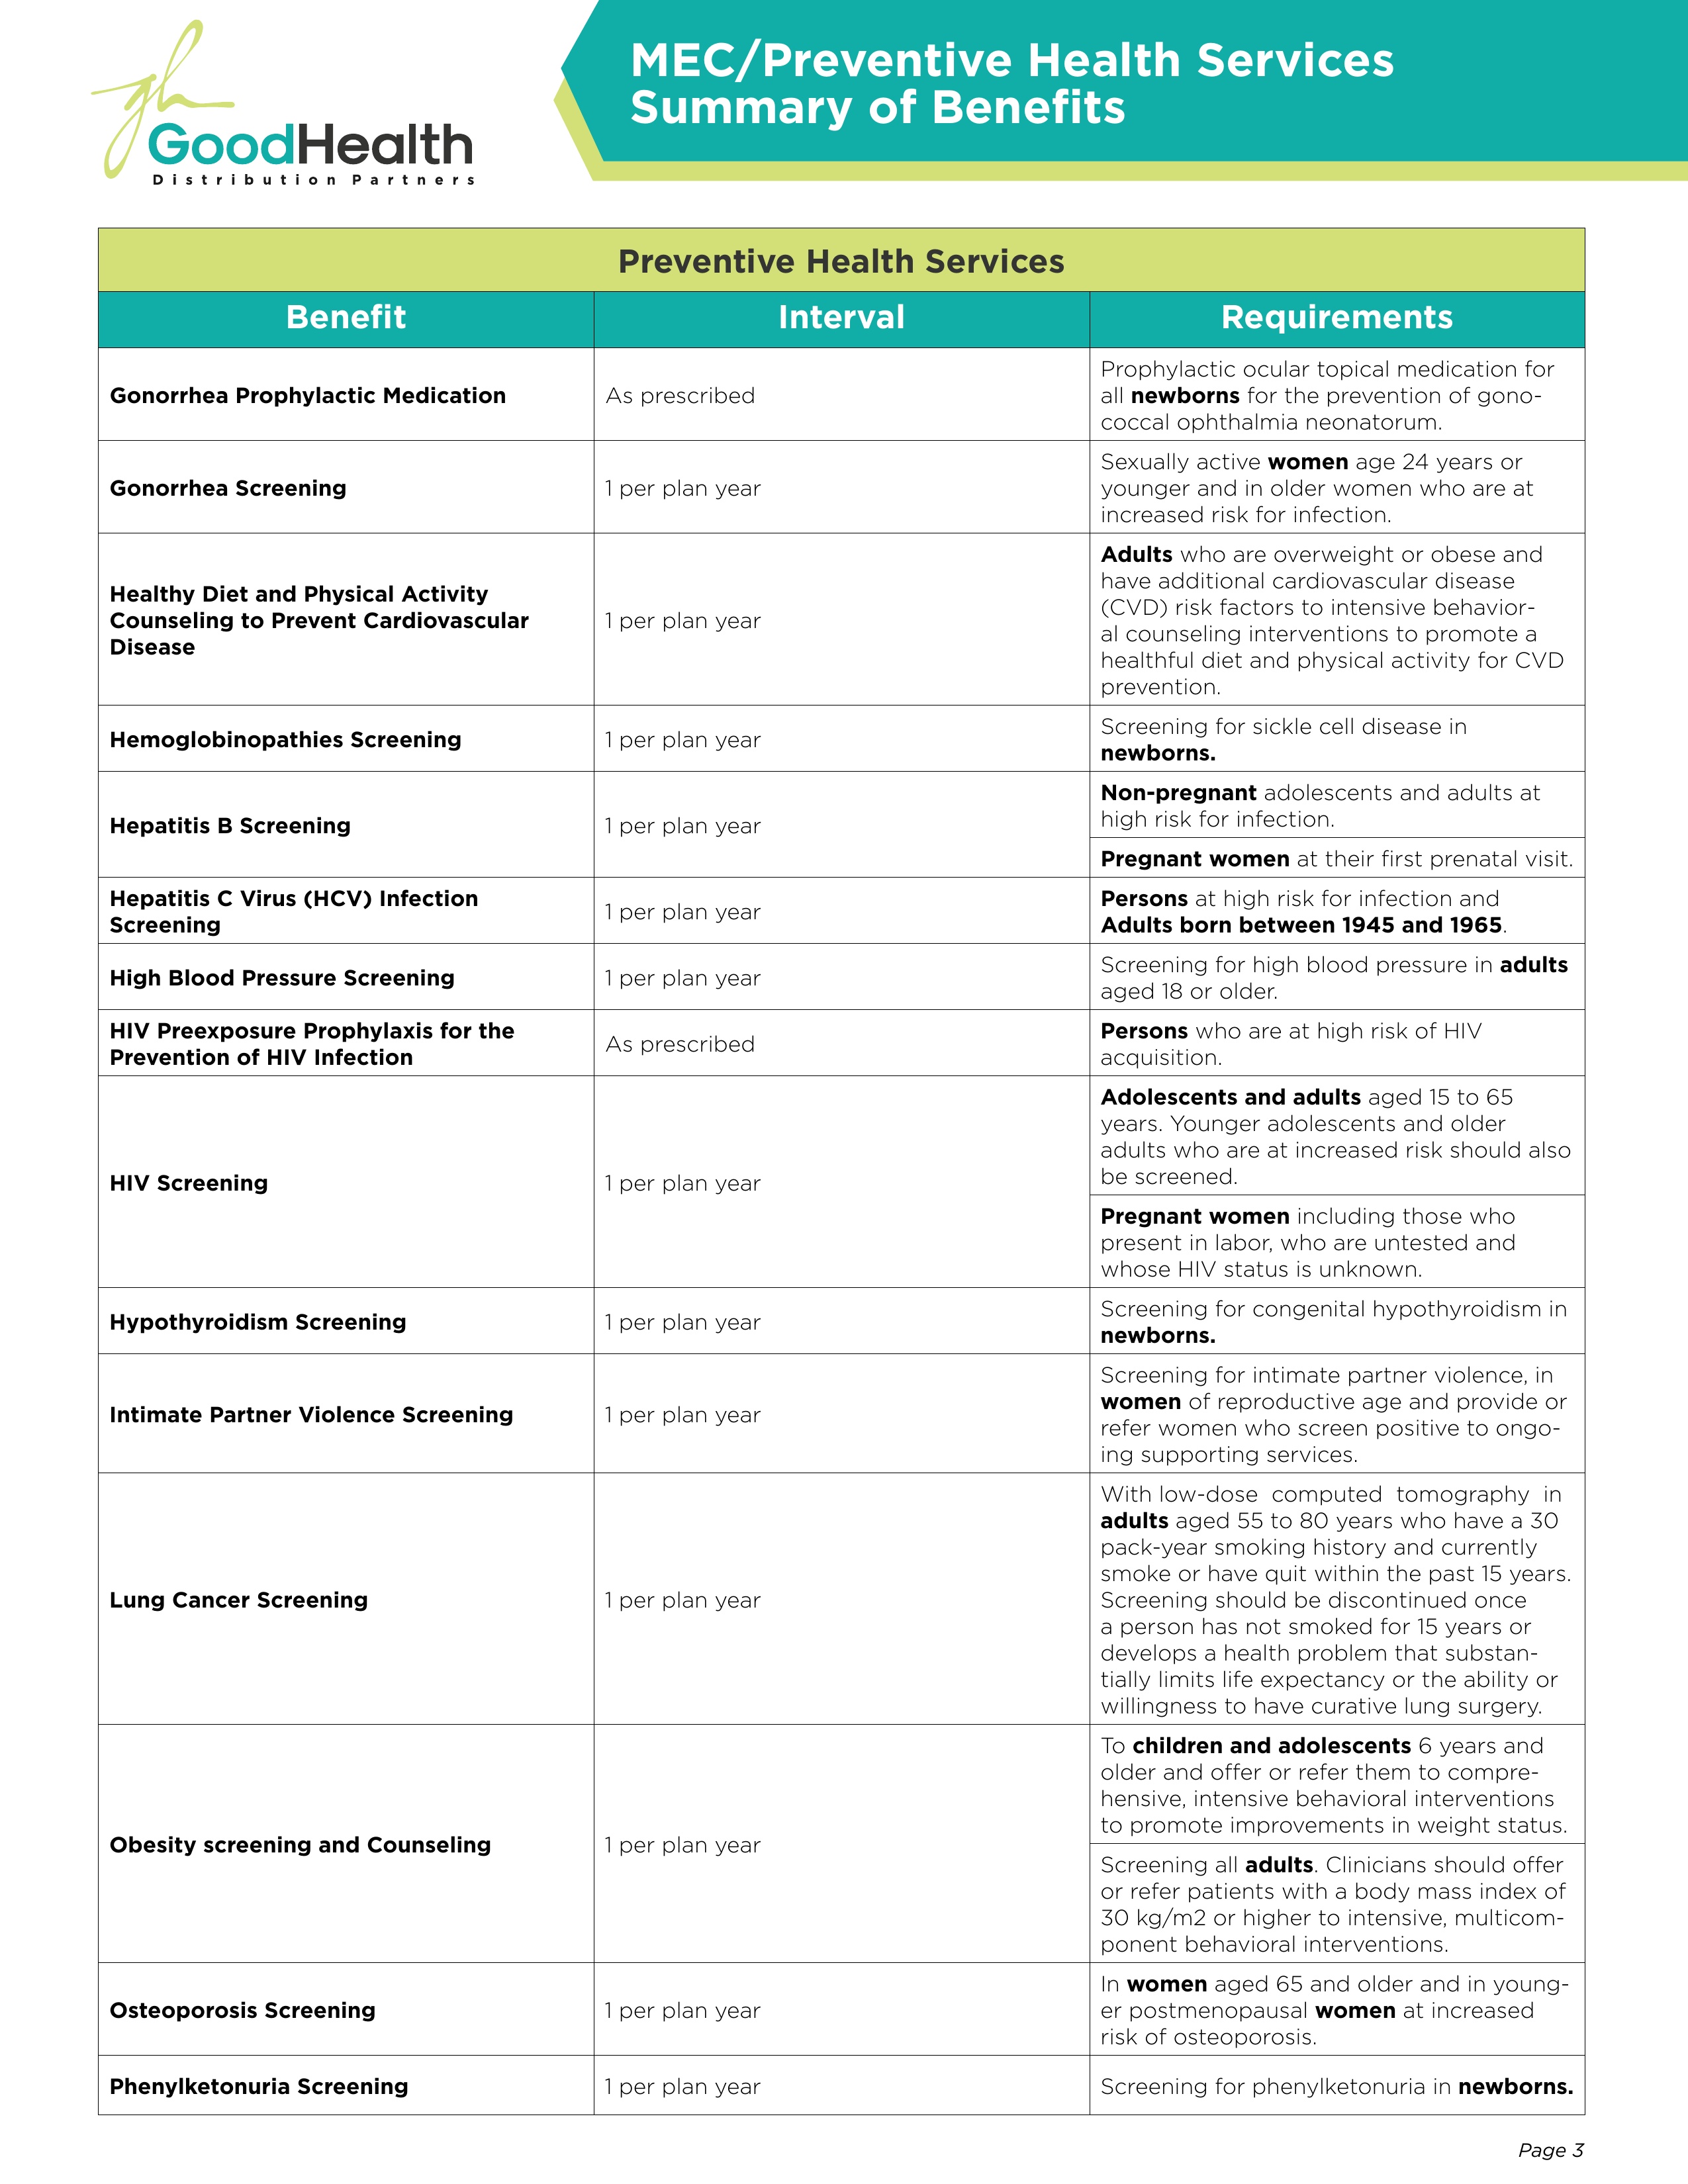 gh
GoodHealth
Distribution Partners
MEC/Preventive Health Services
Summary of Benefits
Preventive Health Services
Benefit
Interval
Requirements
Gonorrhea Prophylactic Medication
As prescribed
Prophylactic ocular topical medication for
all newborns for the prevention of gono-
coccal ophthalmia neonatorum.
Gonorrhea Screening
1 per plan year
Sexually active women age 24 years or
younger and in older women who are at
increased risk for infection.
Healthy Diet and Physical Activity
Counseling to Prevent Cardiovascular
Disease
1 per plan year
Adults who are overweight or obese and
have additional cardiovascular disease
(CVD) risk factors to intensive behavior-
al counseling interventions to promote a
healthful diet and physical activity for CVD
prevention.
Hemoglobinopathies Screening
1 per plan year
Screening for sickle cell disease in
newborns.
Hepatitis B Screening
1 per plan year
Non-pregnant adolescents and adults at
high risk for infection.
Pregnant women at their first prenatal visit.
Hepatitis C Virus (HCV) Infection
Screening
1 per plan year
Persons at high risk for infection and
Adults born between 1945 and 1965.
High Blood Pressure Screening
1 per plan year
Screening for high blood pressure in adults
aged 18 or older.
HIV Preexposure Prophylaxis for the
Prevention of HIV Infection
As prescribed
Persons who are at high risk of HIV
acquisition.
HIV Screening
1 per plan year
Adolescents and adults aged 15 to 65
years. Younger adolescents and older
adults who are at increased risk should also
be screened.
Pregnant women including those who
present in labor, who are untested and
whose HIV status is unknown.
Hypothyroidism Screening
1 per plan year
Screening for congenital hypothyroidism in
newborns.
Intimate Partner Violence Screening
1 per plan year
Screening for intimate partner violence, in
women of reproductive age and provide or
refer women who screen positive to ongo-
ing supporting services.
Lung Cancer Screening
1 per plan year
With low-dose computed tomography in
adults aged 55 to 80 years who have a 30
pack-year smoking history and currently
smoke or have quit within the past 15 years.
Screening should be discontinued once
a person has not smoked for 15 years or
develops a health problem that substan-
tially limits life expectancy or the ability or
willingness to have curative lung surgery.
Obesity screening and Counseling
1 per plan year
To children and adolescents 6 years and
older and offer or refer them to compre-
hensive, intensive behavioral interventions
to promote improvements in weight status.
Screening all adults. Clinicians should offer
or refer patients with a body mass index of
30 kg/m2 or higher to intensive, multicom-
ponent behavioral interventions.
Osteoporosis Screening
1 per plan year
In women aged 65 and older and in young-
er postmenopausal women at increased
risk of osteoporosis.
Phenylketonuria Screening
1 per plan year
Screening for phenylketonuria in newborns.
Page 3